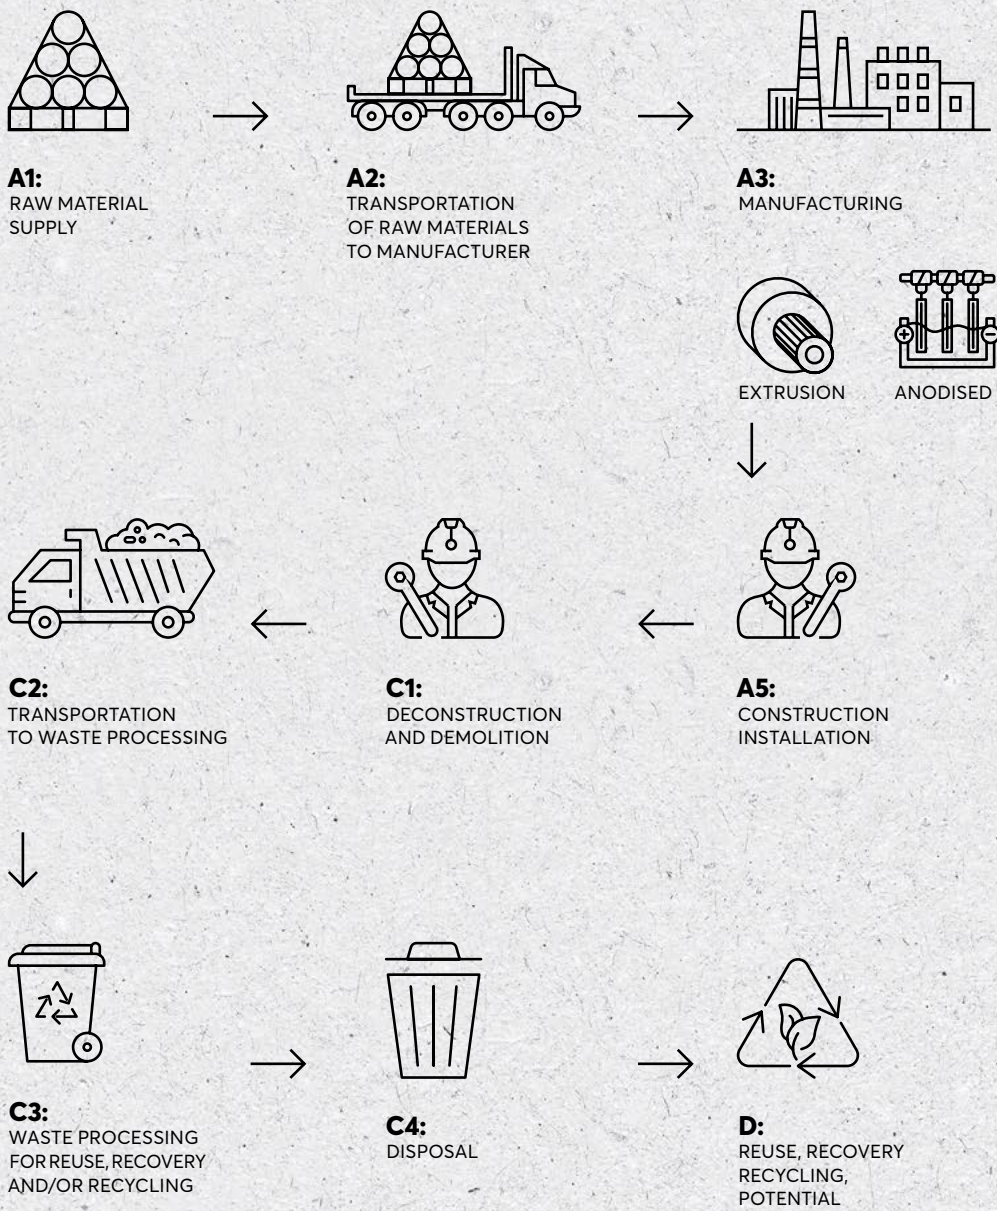 A1:
RAW MATERIAL
SUPPLY
A2:
TRANSPORTATION
OF RAW MATERIALS
TO MANUFACTURER
A3:
MANUFACTURING
EXTRUSION
ANODISED
C2:
TRANSPORTATION
TO WASTE PROCESSING
C1:
DECONSTRUCTION
AND DEMOLITION
A5:
CONSTRUCTION
INSTALLATION
C3:
WASTE PROCESSING
FOR REUSE, RECOVERY
AND/OR RECYCLING
C4:
DISPOSAL
D:
REUSE, RECOVERY
RECYCLING,
POTENTIAL